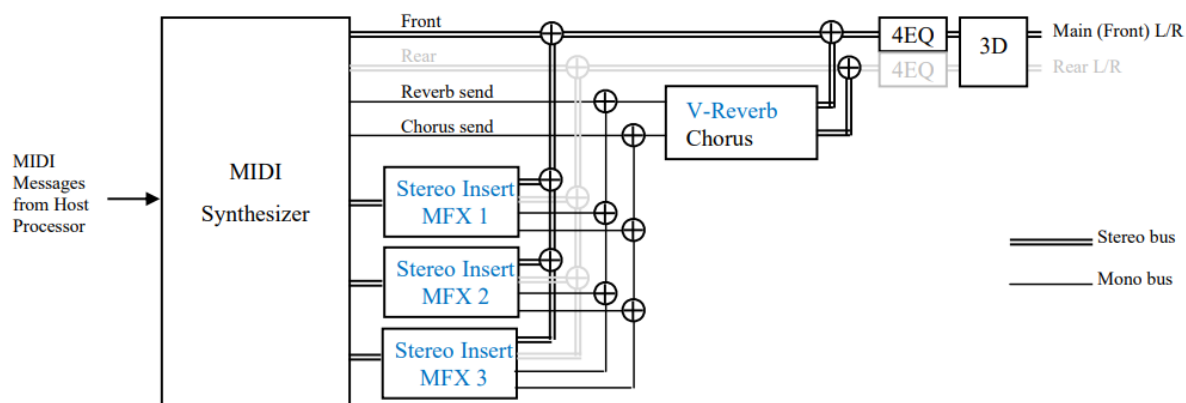 Front
4EQ
3D
Main (Front) L/R
Rear
4EQ
Rear L/R
Reverb send
Chorus send
V-Reverb
Chorus
MIDI
Messages
from Host
Processor
MIDI
Synthesizer
Stereo Insert
MFX 1
Stereo Insert
MFX 2
Stereo Insert
MFX 3
Stereo bus
Mono bus